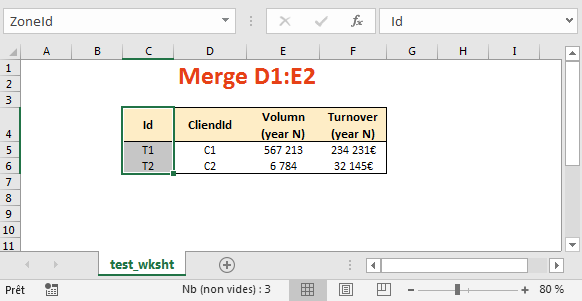 ZoneId fx Id
A B C D E F G H I
1 Merge D1:E2
2
3
4 Id CliendId Volumn (year N) Turnover (year N)
5 T1 C1 567 213 234 231€
6 T2 C2 6 784 32 145€
7
8
9
10
11
test_wksht
Prêt Nb (non vides) : 3 80 %